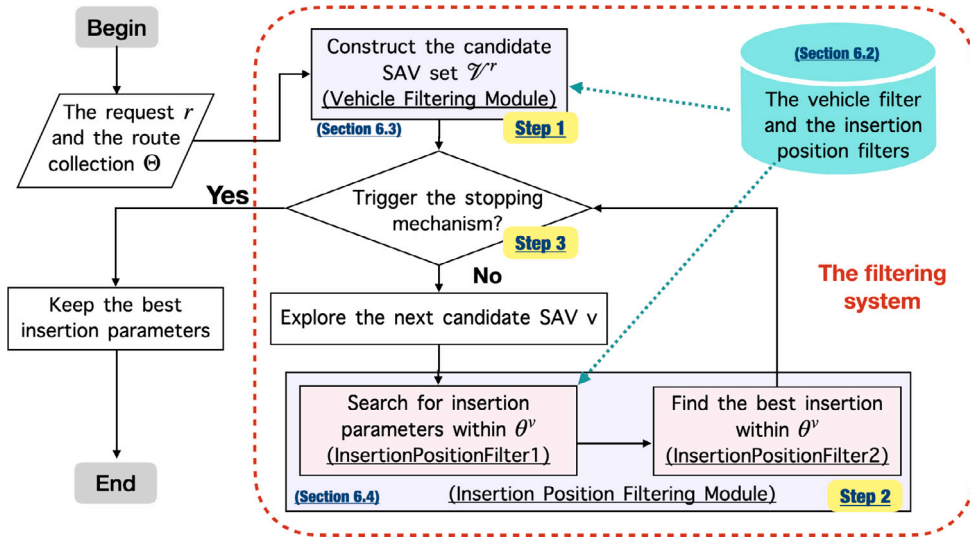 Begin
The request r
and the route
collection Θ
Construct the candidate
SAV set 𝒱ʳ
(Vehicle Filtering Module)
(Section 6.3)
Step 1
(Section 6.2)
The vehicle filter
and the insertion
position filters
Yes
Trigger the stopping
mechanism?
Step 3
No
The filtering
system
Keep the best
insertion parameters
Explore the next candidate SAV v
Search for insertion
parameters within θᵛ
(InsertionPositionFilter1)
Find the best insertion
within θᵛ
(InsertionPositionFilter2)
End
(Section 6.4)
(Insertion Position Filtering Module)
Step 2